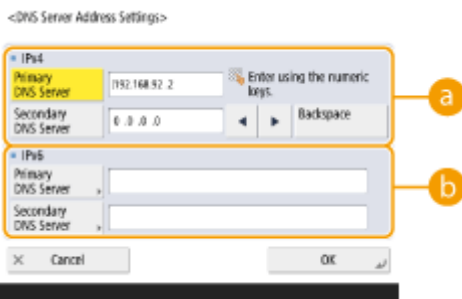 <DNS Server Address Settings>
IPv4
Primary
DNS Server
192.168.92.2
Enter using the numeric
keys.
Secondary
DNS Server
0.0.0.0
Backspace
a
IPv6
Primary
DNS Server
Secondary
DNS Server
b
× Cancel
OK